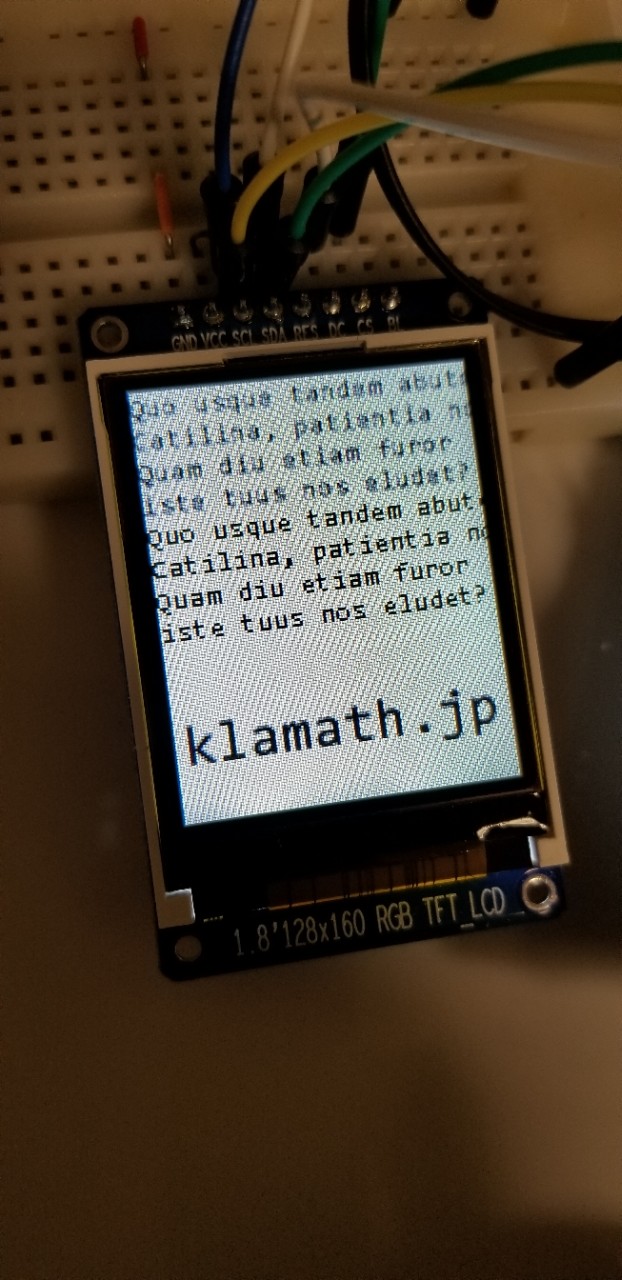 GND VCC SCL SDA RES DC CS BL
Quo usque tandem abut
Catilina, patientia no
Quam diu etiam furor
iste tuus nos eludet?
Quo usque tandem abut
Catilina, patientia no
Quam diu etiam furor
iste tuus nos eludet?
klamath.jp
1.8'128x160 RGB TFT_LCD